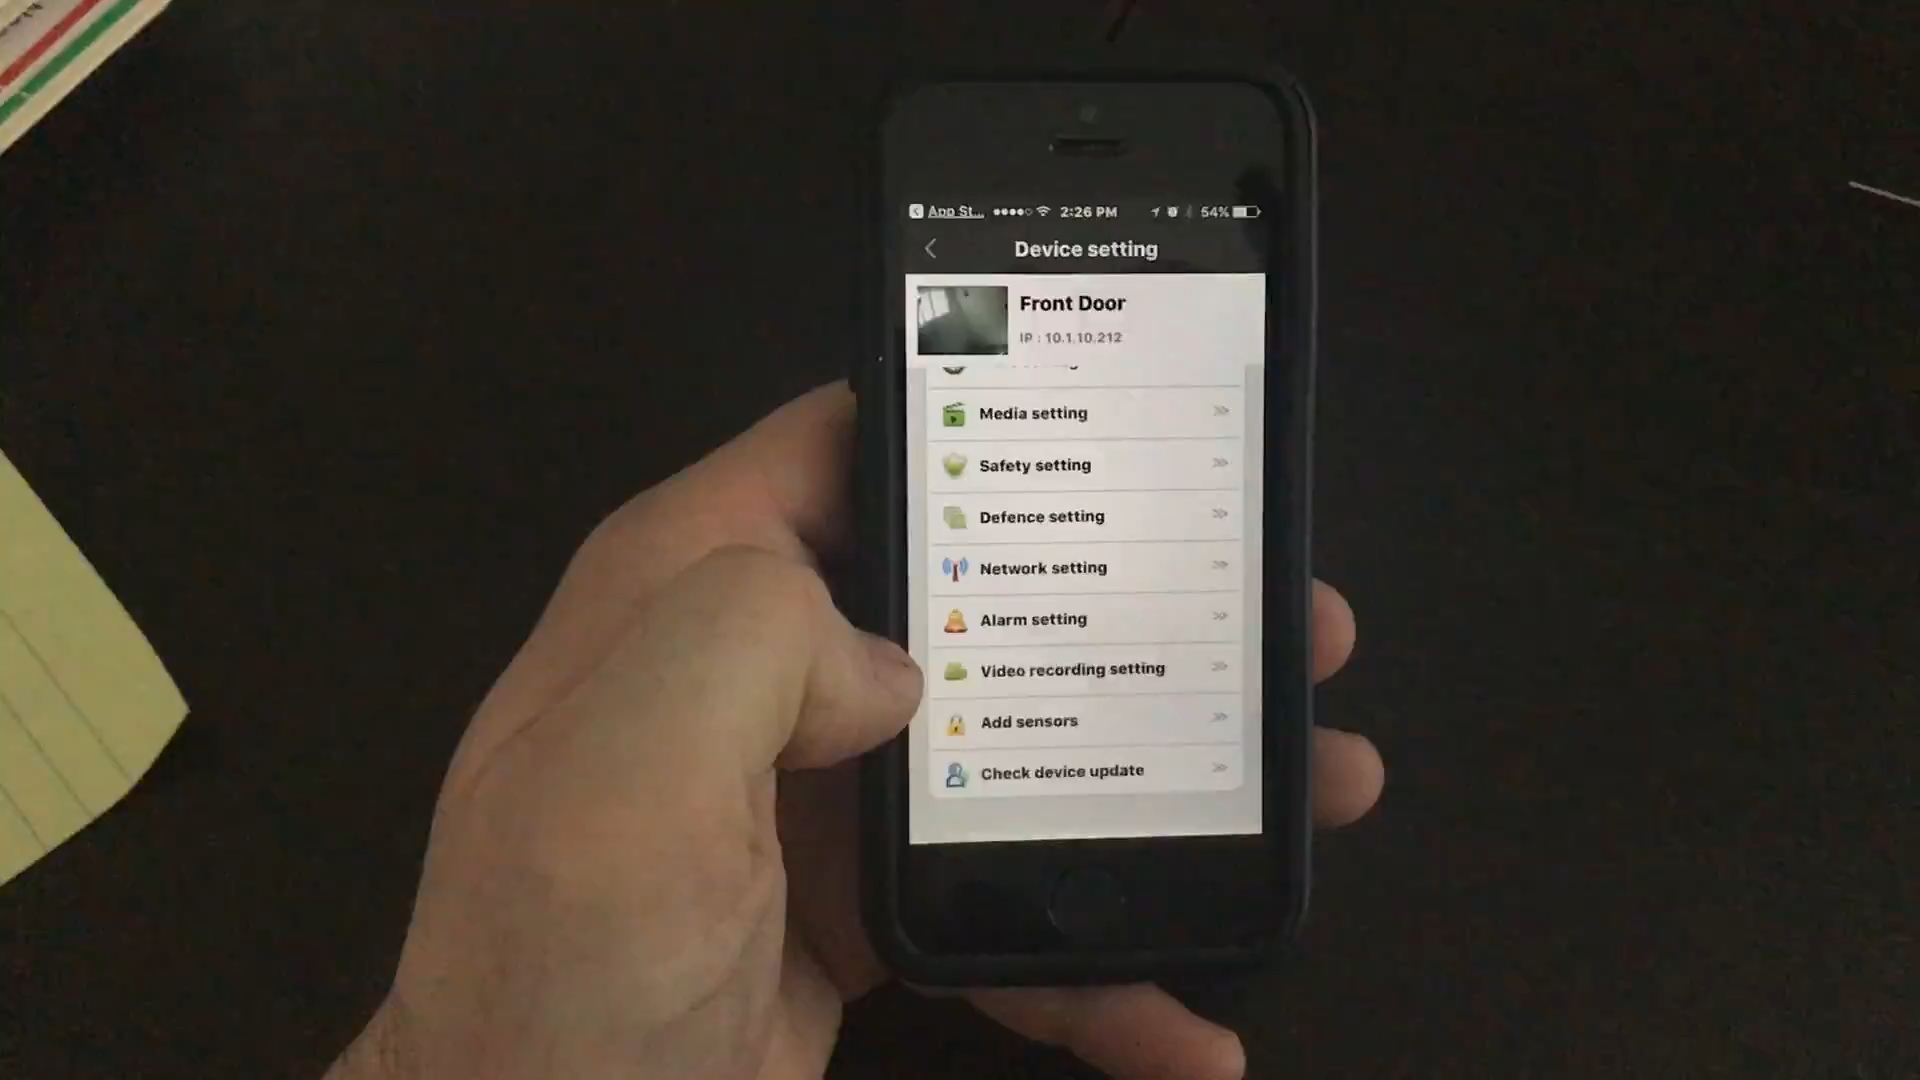 App St... 2:26 PM 54%
Device setting
Front Door
IP : 10.1.10.212
Media setting
Safety setting
Defence setting
Network setting
Alarm setting
Video recording setting
Add sensors
Check device update